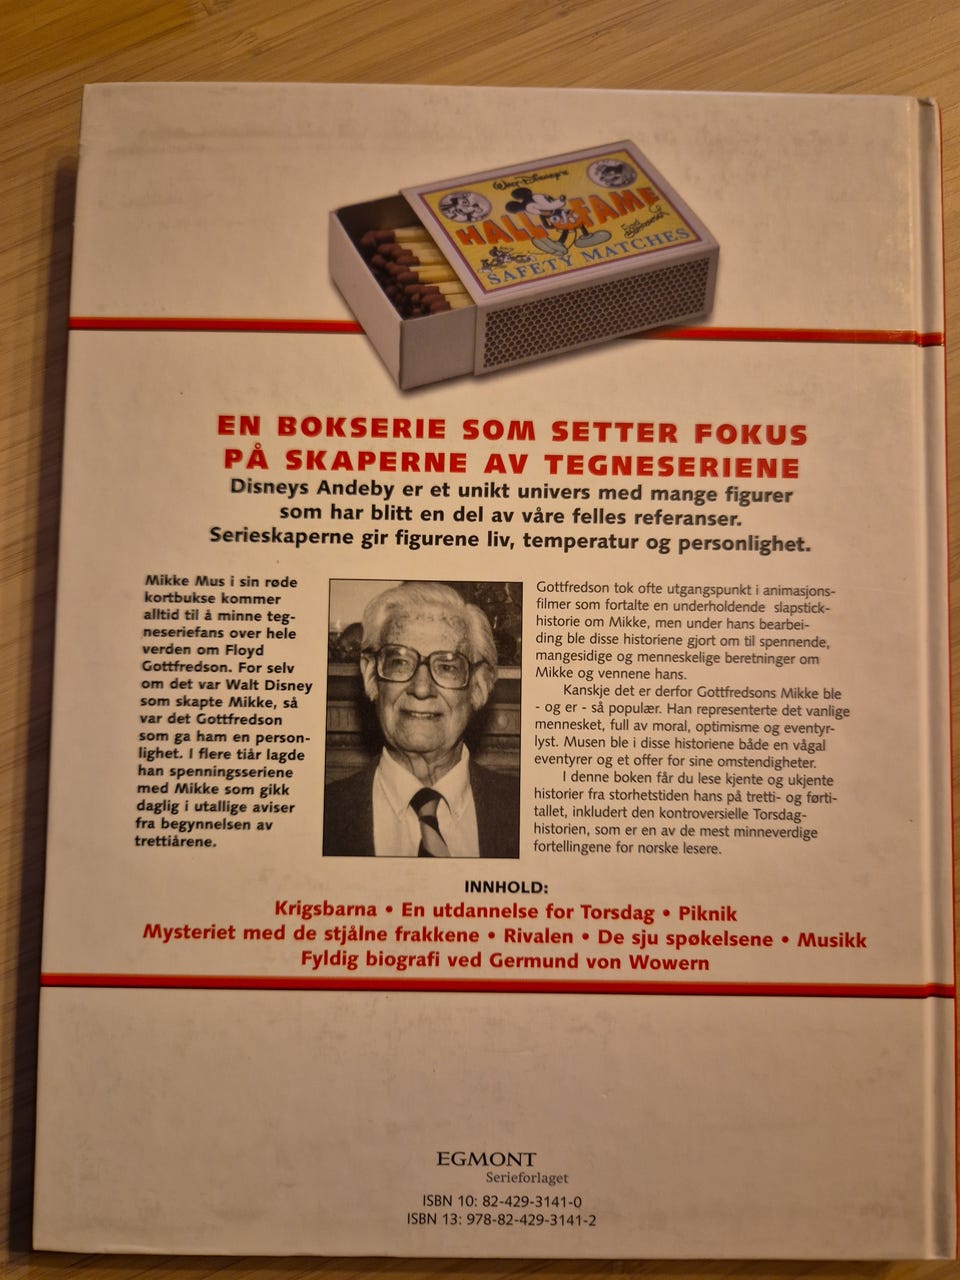 Walt Disney's
HALL OF FAME
SAFETY MATCHES
EN BOKSERIE SOM SETTER FOKUS
PÅ SKAPERNE AV TEGNESERIENE
Disneys Andeby er et unikt univers med mange figurer
som har blitt en del av våre felles referanser.
Serieskaperne gir figurene liv, temperatur og personlighet.
Mikke Mus i sin røde
kortbukse kommer
alltid til å minne teg-
neseriefans over hele
verden om Floyd
Gottfredson. For selv
om det var Walt Disney
som skapte Mikke, så
var det Gottfredson
som ga ham en person-
lighet. I flere tiår lagde
han spenningsseriene
med Mikke som gikk
daglig i utallige aviser
fra begynnelsen av
trettiårene.
Gottfredson tok ofte utgangspunkt i animasjons-
filmer som fortalte en underholdende slapstick-
historie om Mikke, men under hans bearbei-
ding ble disse historiene gjort om til spennende,
mangesidige og menneskelige beretninger om
Mikke og vennene hans.
Kanskje det er derfor Gottfredsons Mikke ble
- og er - så populær. Han representerte det vanlige
mennesket, full av moral, optimisme og eventyr-
lyst. Musen ble i disse historiene både en vågal
eventyrer og et offer for sine omstendigheter.
I denne boken får du lese kjente og ukjente
historier fra storhetstiden hans på tretti- og førti-
tallet, inkludert den kontroversielle Torsdag-
historien, som er en av de mest minneverdige
fortellingene for norske lesere.
INNHOLD:
Krigsbarna • En utdannelse for Torsdag • Piknik
Mysteriet med de stjålne frakkene • Rivalen • De sju spøkelsene • Musikk
Fyldig biografi ved Germund von Wowern
EGMONT
Serieforlaget
ISBN 10: 82-429-3141-0
ISBN 13: 978-82-429-3141-2